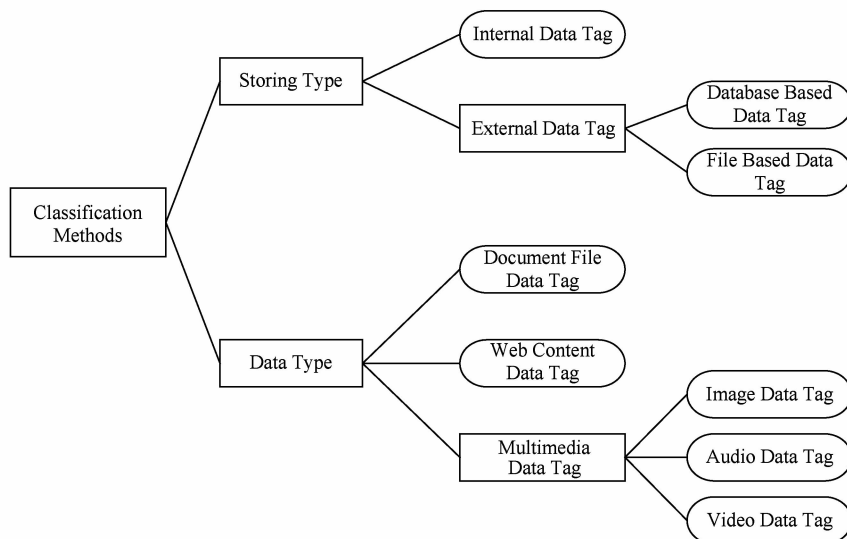 Internal Data Tag
Storing Type
Database Based
Data Tag
External Data Tag
File Based Data
Tag
Classification
Methods
Document File
Data Tag
Web Content
Data Tag
Data Type
Image Data Tag
Multimedia
Data Tag
Audio Data Tag
Video Data Tag